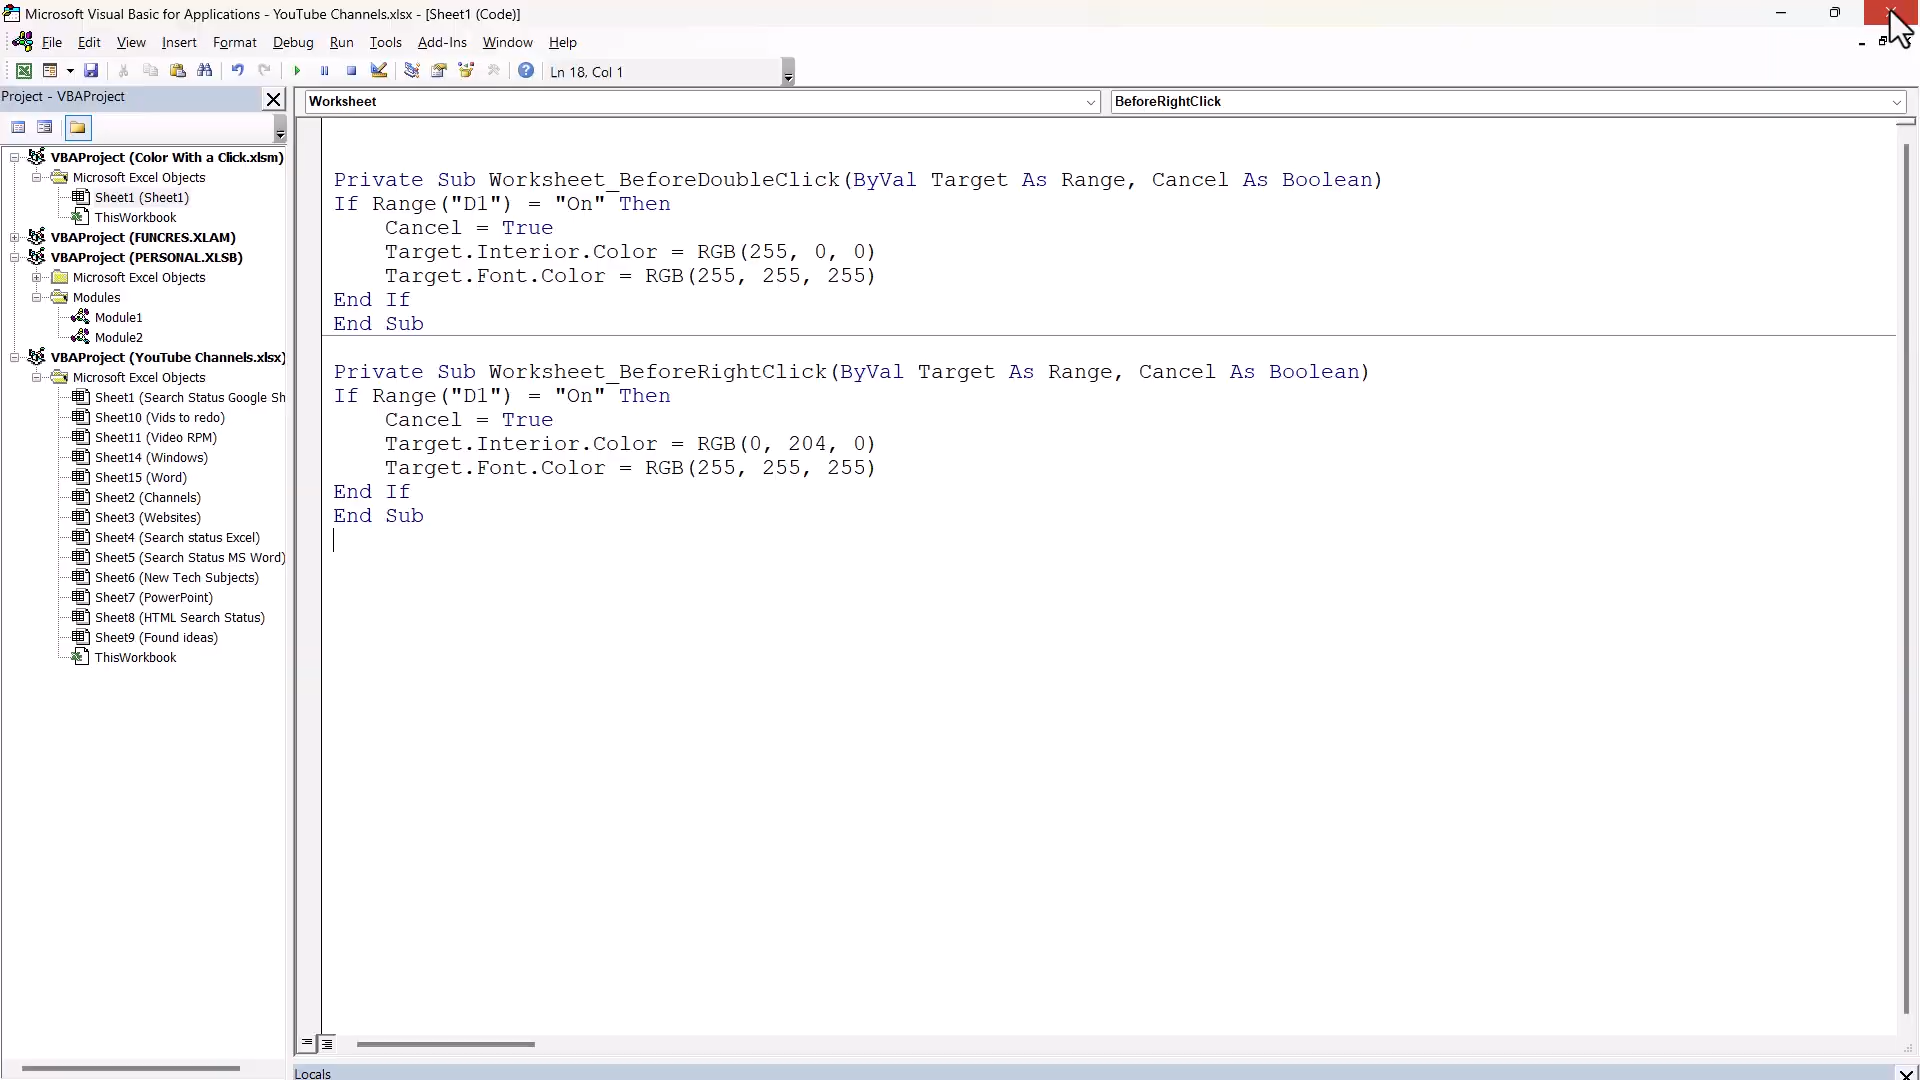 Microsoft Visual Basic for Applications - YouTube Channels.xlsx - [Sheet1 (Code)]
File Edit View Insert Format Debug Run Tools Add-Ins Window Help
Ln 18, Col 1
Project - VBAProject
Worksheet
BeforeRightClick
VBAProject (Color With a Click.xlsm)
Microsoft Excel Objects
Sheet1 (Sheet1)
ThisWorkbook
VBAProject (FUNCRES.XLAM)
VBAProject (PERSONAL.XLSB)
Microsoft Excel Objects
Modules
Module1
Module2
VBAProject (YouTube Channels.xlsx)
Microsoft Excel Objects
Sheet1 (Search Status Google Sh
Sheet10 (Vids to redo)
Sheet11 (Video RPM)
Sheet14 (Windows)
Sheet15 (Word)
Sheet2 (Channels)
Sheet3 (Websites)
Sheet4 (Search status Excel)
Sheet5 (Search Status MS Word)
Sheet6 (New Tech Subjects)
Sheet7 (PowerPoint)
Sheet8 (HTML Search Status)
Sheet9 (Found ideas)
ThisWorkbook
Private Sub Worksheet_BeforeDoubleClick(ByVal Target As Range, Cancel As Boolean)
If Range("D1") = "On" Then
Cancel = True
Target.Interior.Color = RGB(255, 0, 0)
Target.Font.Color = RGB(255, 255, 255)
End If
End Sub
Private Sub Worksheet_BeforeRightClick(ByVal Target As Range, Cancel As Boolean)
If Range("D1") = "On" Then
Cancel = True
Target.Interior.Color = RGB(0, 204, 0)
Target.Font.Color = RGB(255, 255, 255)
End If
End Sub
Locals